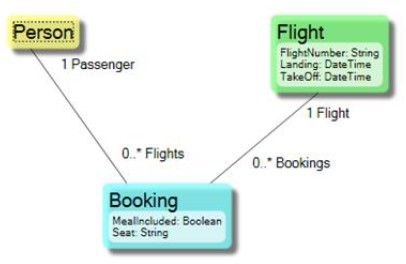 Person
Flight
FlightNumber: String
Landing: DateTime
TakeOff: DateTime
1 Passenger
1 Flight
0..* Flights
0..* Bookings
Booking
MealIncluded: Boolean
Seat: String